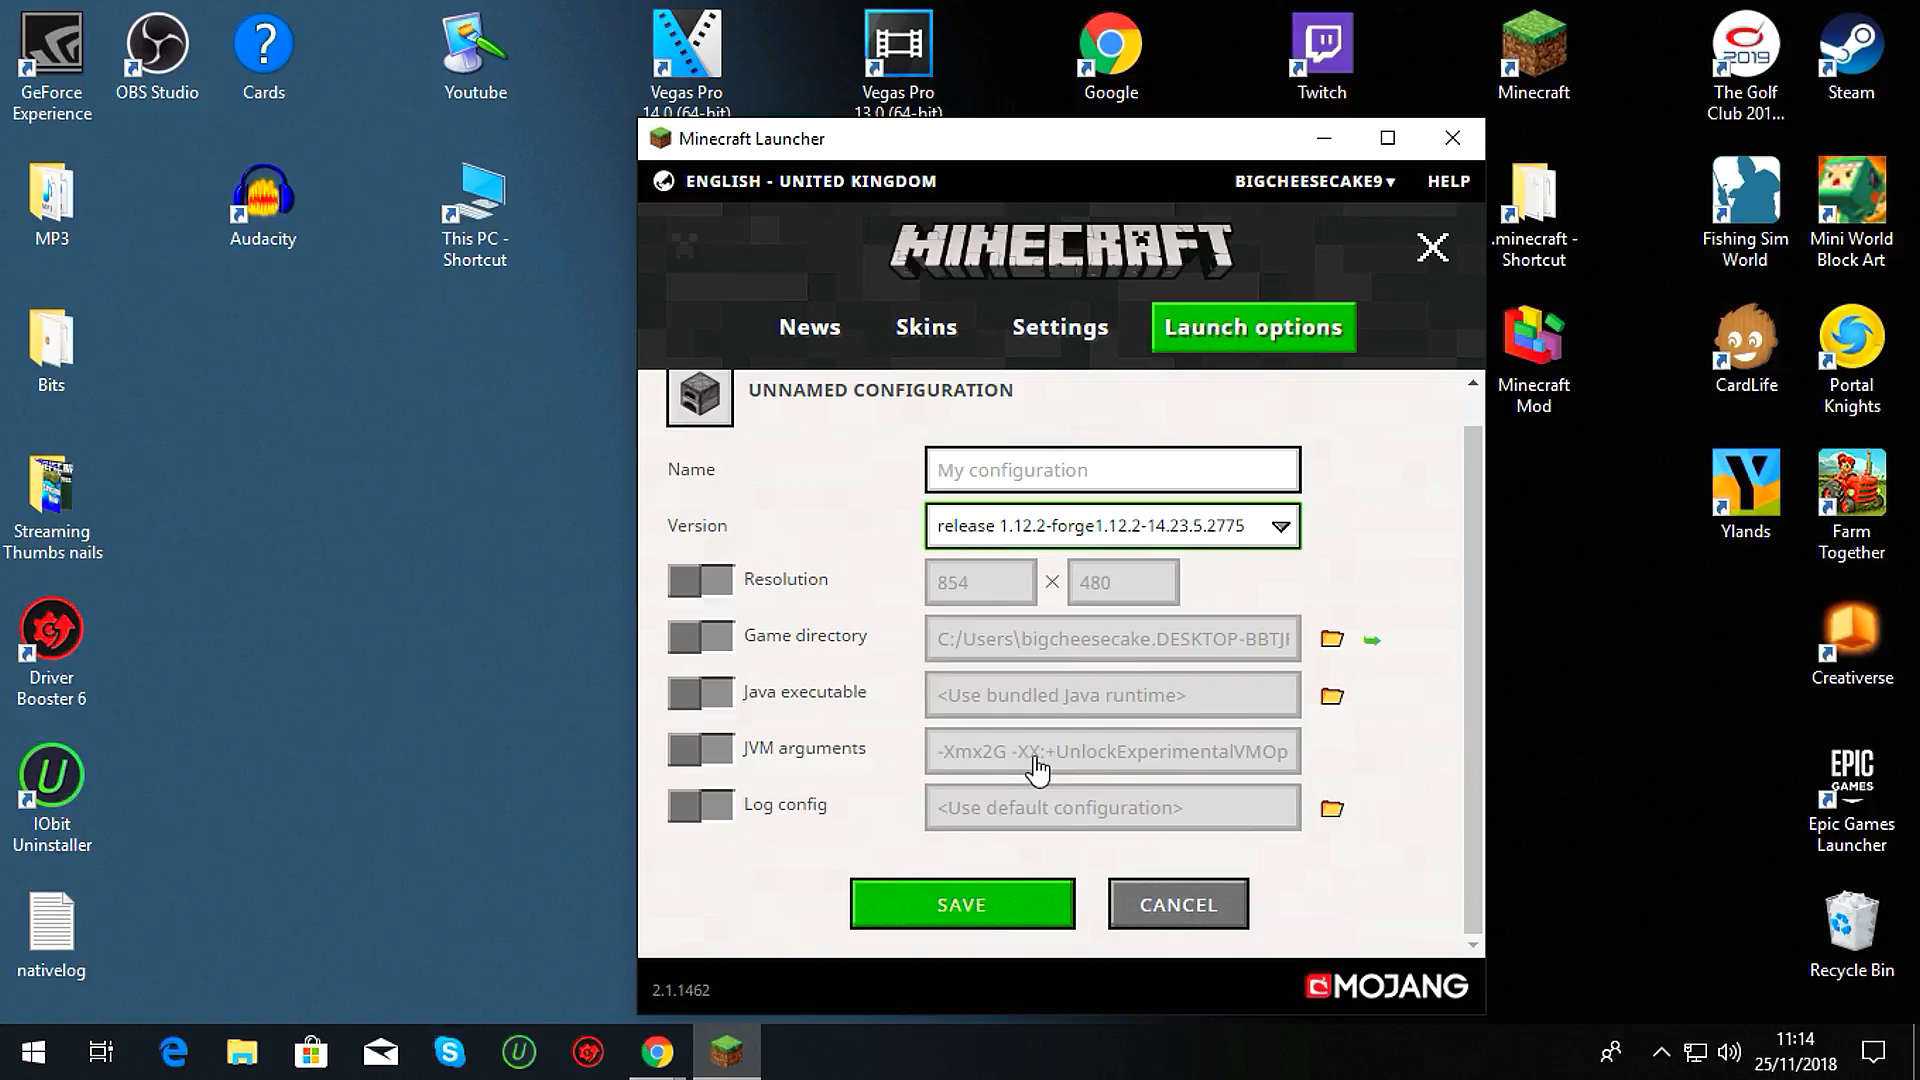 GeForce
Experience
OBS Studio
Cards
Youtube
Vegas Pro
14.0 (64-bit)
Vegas Pro
13.0 (64-bit)
Google
Twitch
Minecraft
2019
The Golf
Club 201...
Steam
MP3
Audacity
This PC -
Shortcut
.minecraft -
Shortcut
Fishing Sim
World
Mini World
Block Art
Bits
Minecraft
Mod
CardLife
Portal
Knights
Streaming
Thumbs nails
Ylands
Farm
Together
Driver
Booster 6
Creativerse
IObit
Uninstaller
EPIC
GAMES
Epic Games
Launcher
nativelog
Recycle Bin
Minecraft Launcher
ENGLISH - UNITED KINGDOM
BIGCHEESECAKE9
HELP
MINECRAFT
News
Skins
Settings
Launch options
UNNAMED CONFIGURATION
Name
My configuration
Version
release 1.12.2-forge1.12.2-14.23.5.2775
Resolution
854
×
480
Game directory
C:/Users\bigcheesecake.DESKTOP-BBTJ
Java executable
<Use bundled Java runtime>
JVM arguments
-Xmx2G -XX:+UnlockExperimentalVMOp
Log config
<Use default configuration>
SAVE
CANCEL
2.1.1462
MOJANG
11:14
25/11/2018